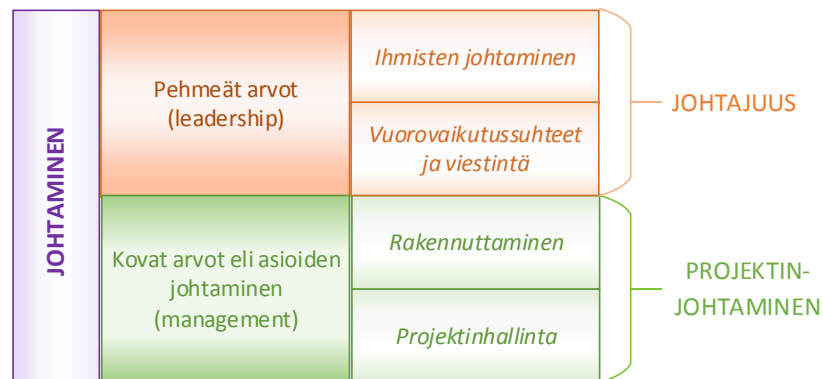 JOHTAMINEN
Pehmeät arvot
(leadership)
Ihmisten johtaminen
Vuorovaikutussuhteet
ja viestintä
JOHTAJUUS
Kovat arvot eli asioiden
johtaminen
(management)
Rakennuttaminen
Projektinhallinta
PROJEKTIN-
JOHTAMINEN